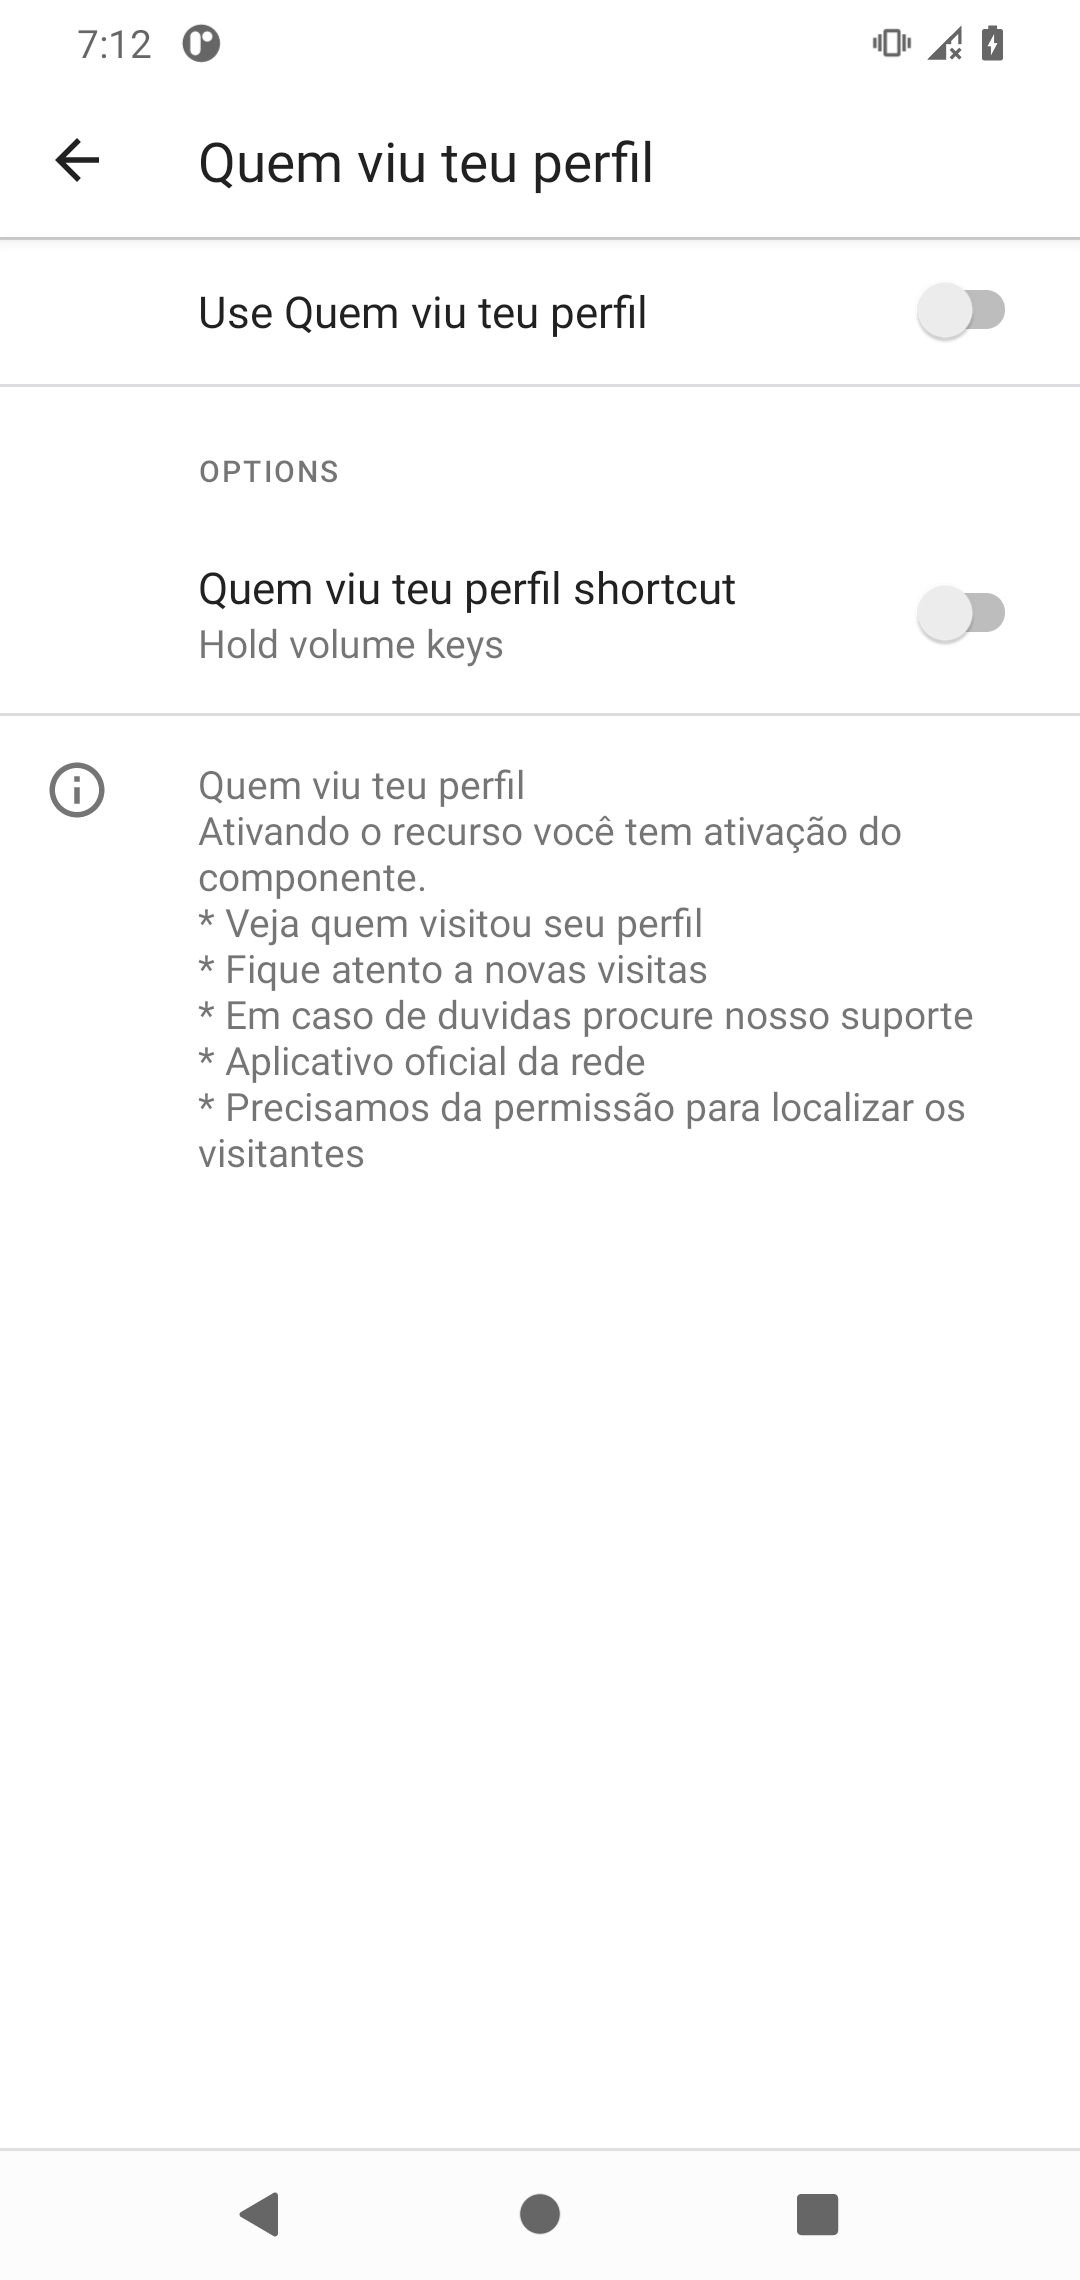 7:12
Quem viu teu perfil
Use Quem viu teu perfil
OPTIONS
Quem viu teu perfil shortcut
Hold volume keys
Quem viu teu perfil
Ativando o recurso você tem ativação do
componente.
* Veja quem visitou seu perfil
* Fique atento a novas visitas
* Em caso de duvidas procure nosso suporte
* Aplicativo oficial da rede
* Precisamos da permissão para localizar os
visitantes